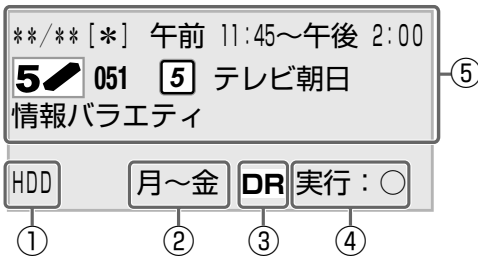 **/**[*] 午前 11:45～午後 2:00
5 051 5 テレビ朝日
情報バラエティ
⑤
HDD 月～金 DR 実行：○
① ② ③ ④